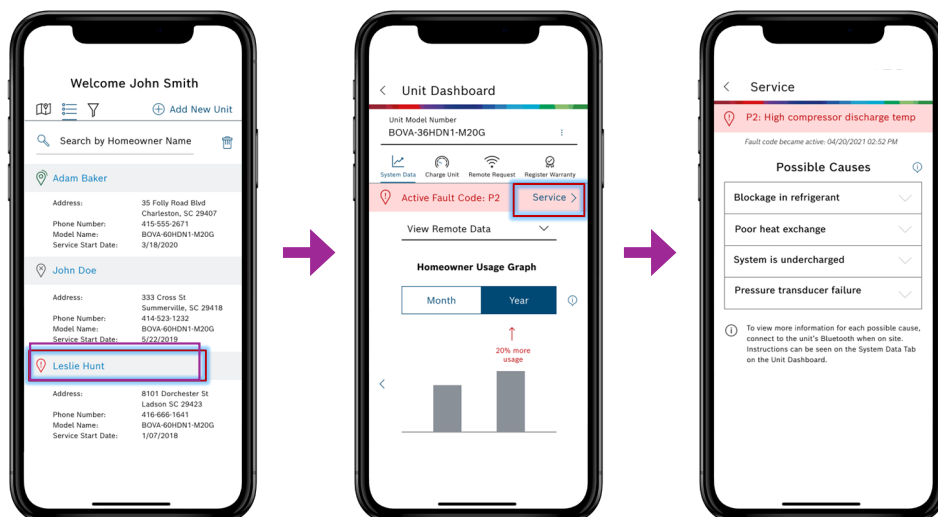 Welcome John Smith
Add New Unit
Search by Homeowner Name
Adam Baker
Address: 35 Folly Road Blvd
Charleston, SC 29407
Phone Number: 415-555-2671
Model Name: BOVA-60HDN1-M20G
Service Start Date: 3/18/2020
John Doe
Address: 333 Cross St
Summerville, SC 29418
Phone Number: 414-523-1232
Model Name: BOVA-60HDN1-M20G
Service Start Date: 5/22/2019
Leslie Hunt
Address: 8101 Dorchester St
Ladson SC 29423
Phone Number: 416-666-1641
Model Name: BOVA-60HDN1-M20G
Service Start Date: 1/07/2018
Unit Dashboard
Unit Model Number
BOVA-36HDN1-M20G
System Data Charge Unit Remote Request Register Warranty
Active Fault Code: P2 Service
View Remote Data
Homeowner Usage Graph
Month Year
20% more
usage
Service
P2: High compressor discharge temp
Fault code became active: 04/20/2021 02:52 PM
Possible Causes
Blockage in refrigerant
Poor heat exchange
System is undercharged
Pressure transducer failure
To view more information for each possible cause,
connect to the unit's Bluetooth when on site.
Instructions can be seen on the System Data Tab
on the Unit Dashboard.